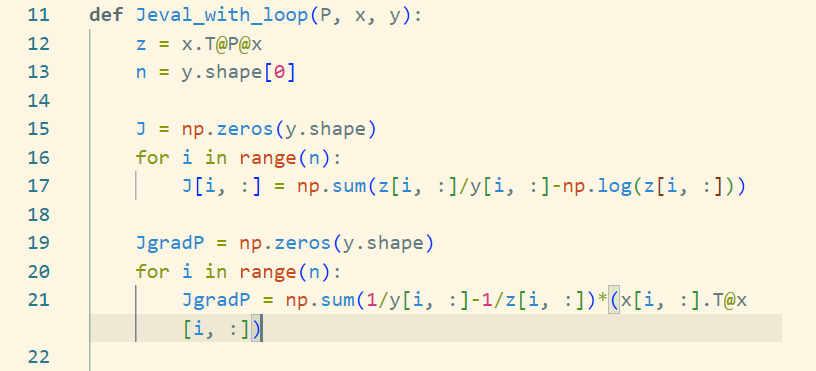 11 def Jeval_with_loop(P, x, y):
12     z = x.T@P@x
13     n = y.shape[0]
14
15     J = np.zeros(y.shape)
16     for i in range(n):
17         J[i, :] = np.sum(z[i, :]/y[i, :]-np.log(z[i, :]))
18
19     JgradP = np.zeros(y.shape)
20     for i in range(n):
21         JgradP = np.sum(1/y[i, :]-1/z[i, :])*(x[i, :].T@x
        [i, :])
22